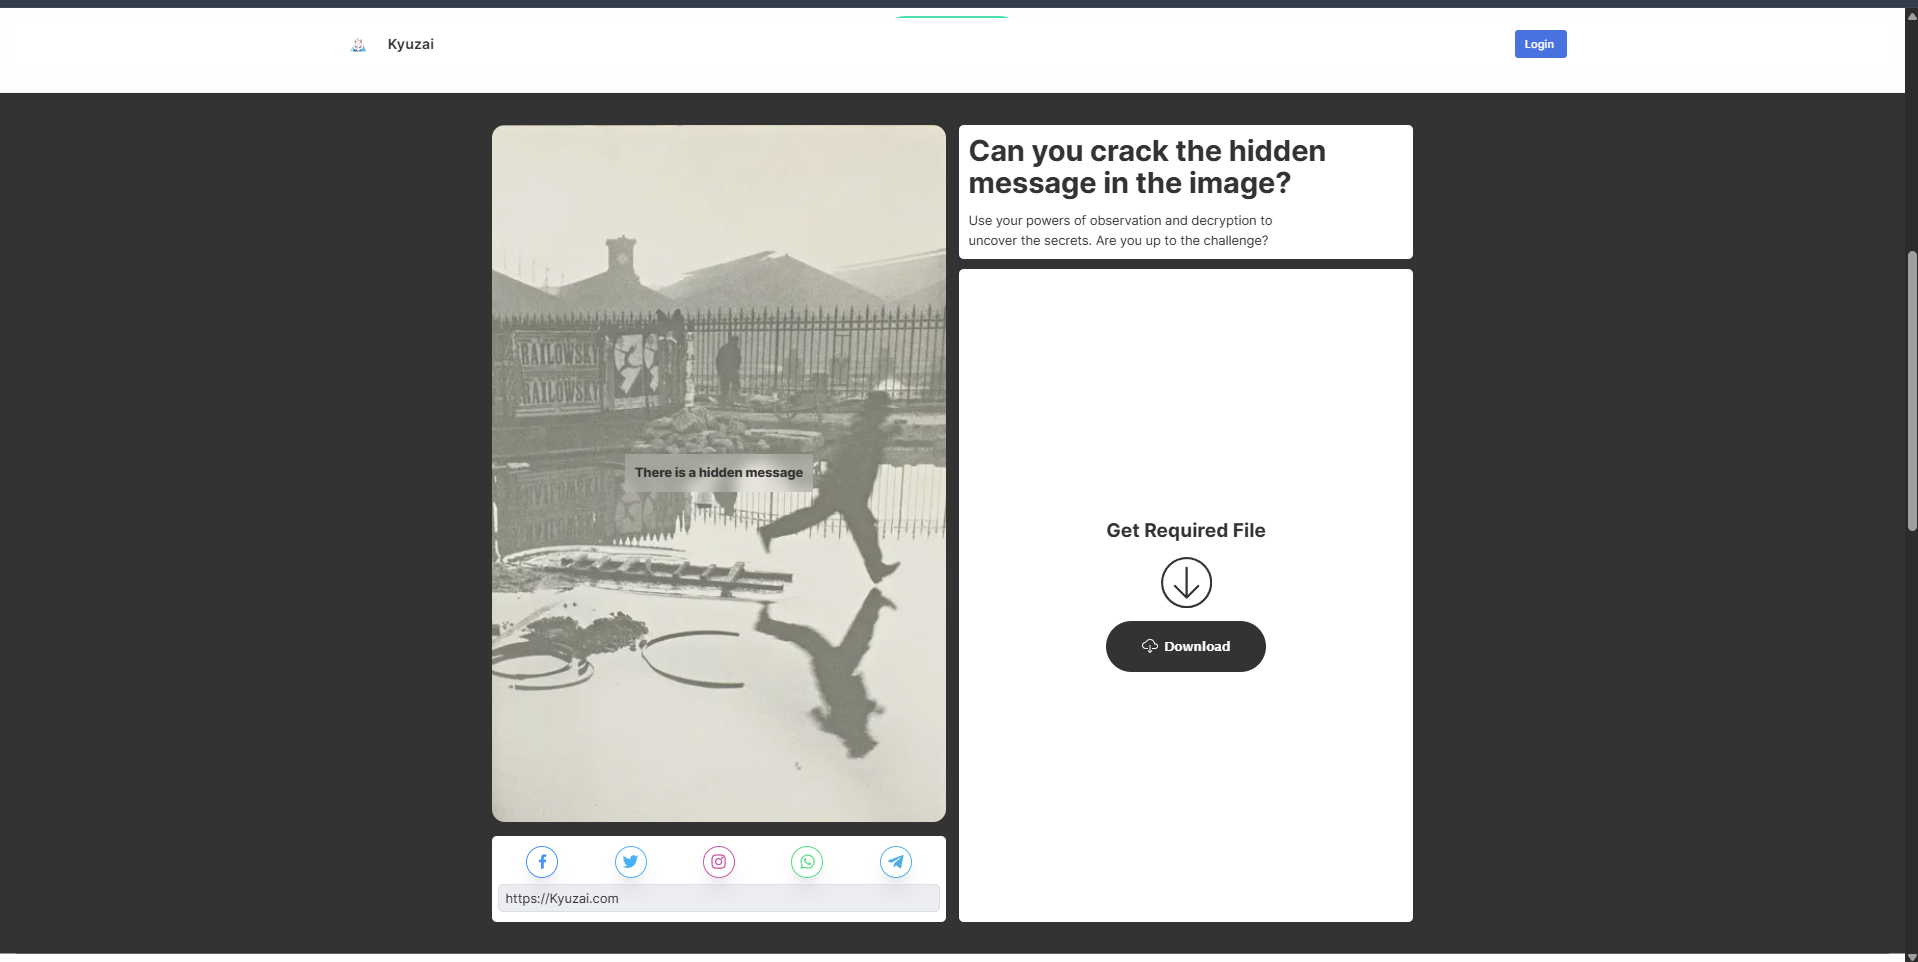 Kyuzai
Login
Can you crack the hidden
message in the image?
Use your powers of observation and decryption to
uncover the secrets. Are you up to the challenge?
RAILOWSKY
RAILOWSKY
There is a hidden message
Get Required File
Download
https://Kyuzai.com